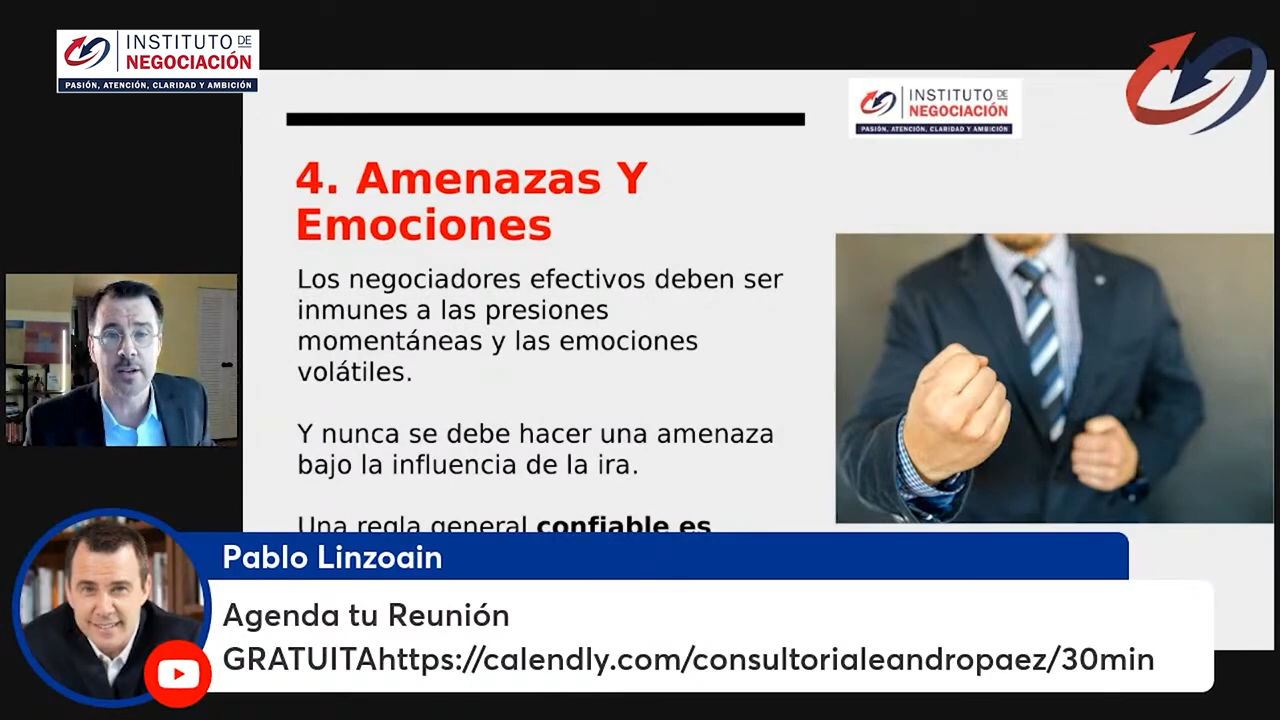 INSTITUTO DE
NEGOCIACIÓN
PASIÓN, ATENCIÓN, CLARIDAD Y AMBICIÓN
INSTITUTO DE
NEGOCIACIÓN
PASIÓN, ATENCIÓN, CLARIDAD Y AMBICIÓN
4. Amenazas Y
Emociones
Los negociadores efectivos deben ser
inmunes a las presiones
momentáneas y las emociones
volátiles.
Y nunca se debe hacer una amenaza
bajo la influencia de la ira.
Una regla general confiable es
Pablo Linzoain
Agenda tu Reunión
GRATUITAhttps://calendly.com/consultorialeandropaez/30min